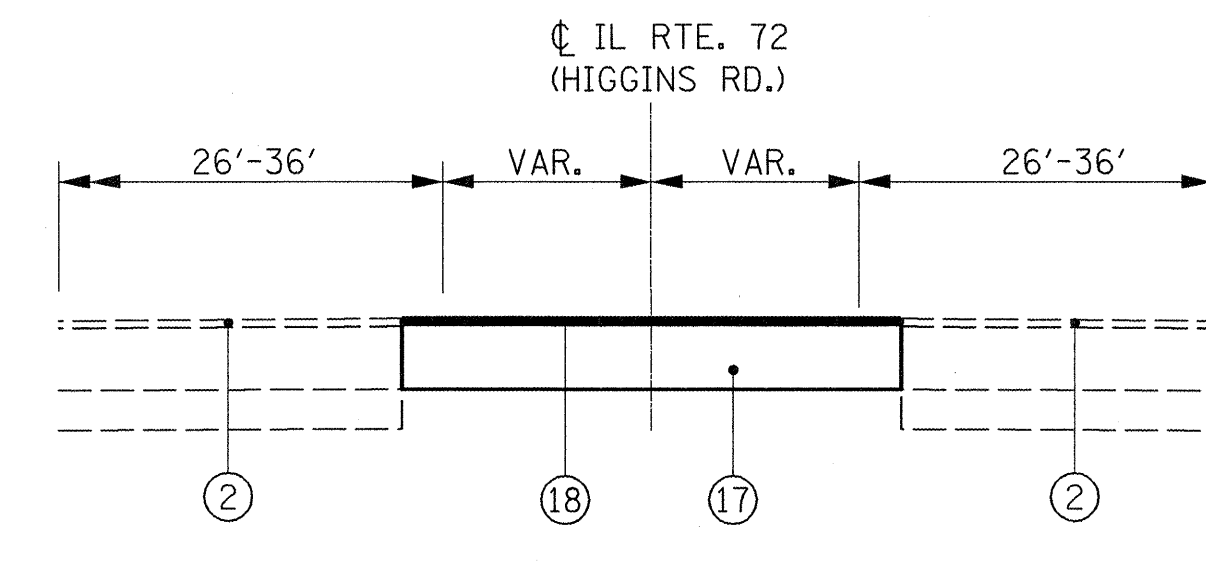 ℄ IL RTE. 72
(HIGGINS RD.)
26'-36' VAR. VAR. 26'-36'
2 18 17 2